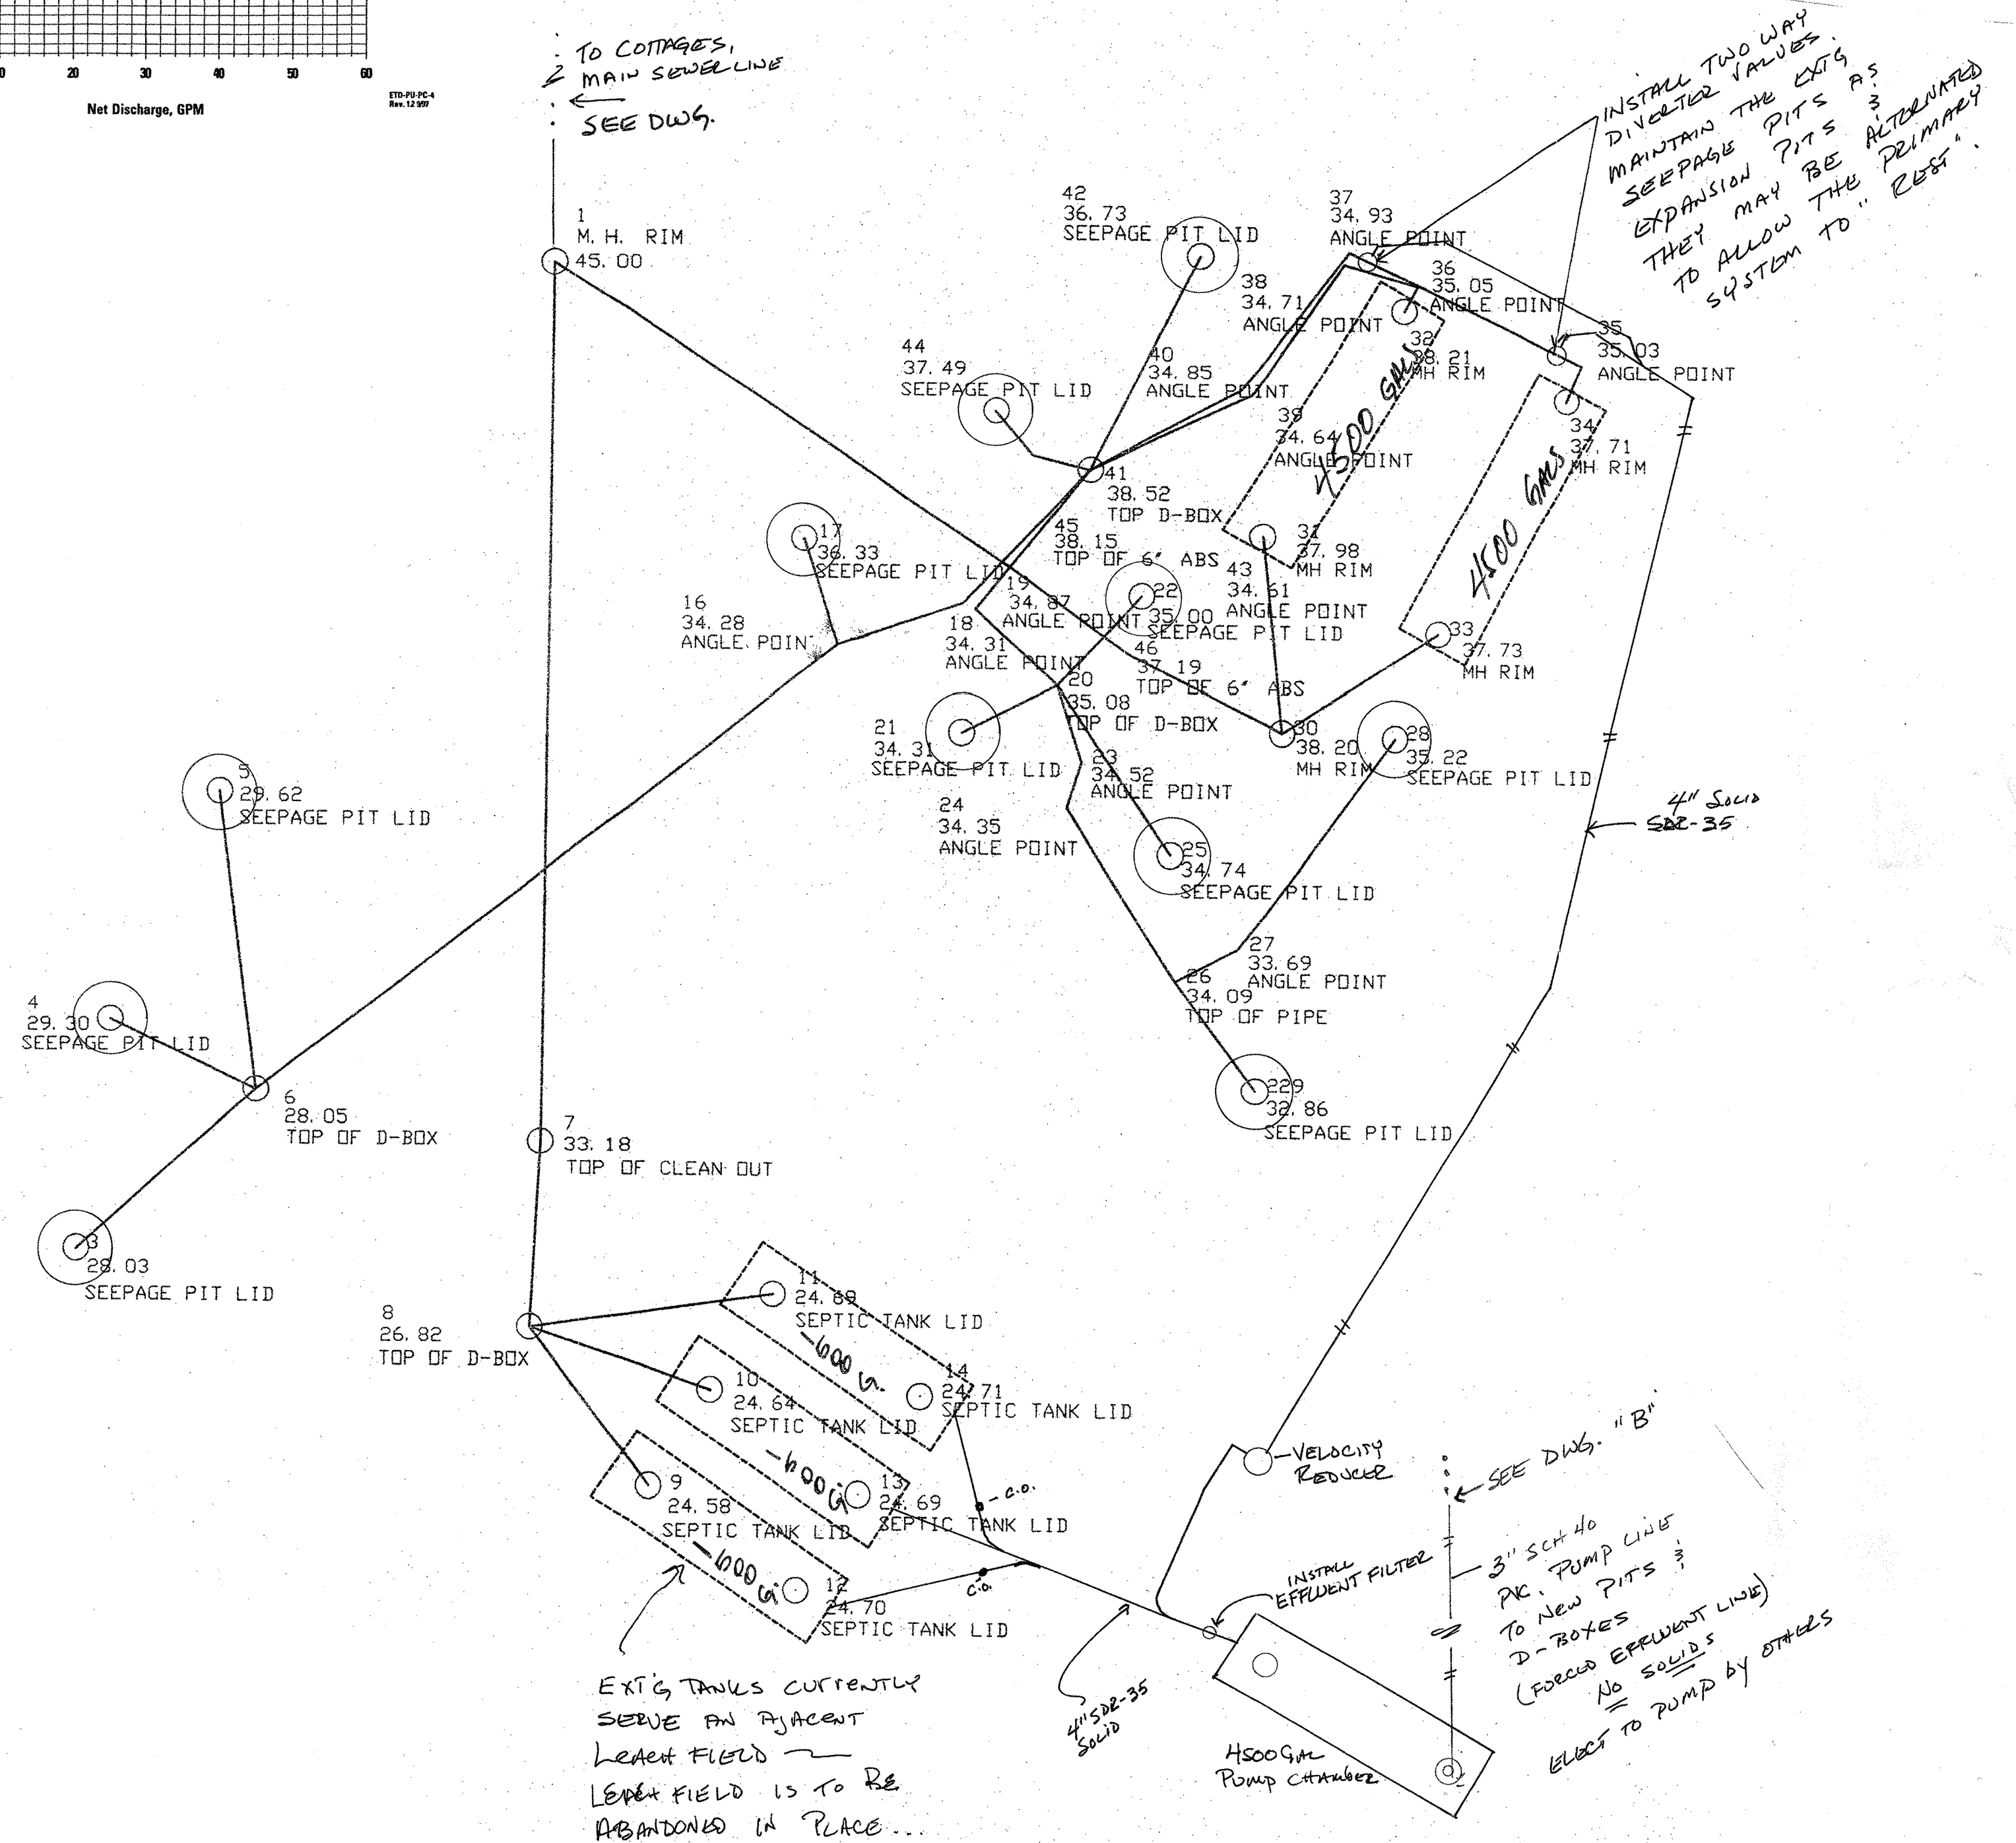 0
20
30
40
50
60
Net Discharge, GPM
ETD-PU-PC-4
Rev. 12 997
TO COTTAGES,
MAIN SEWER LINE
SEE DWG.
INSTALL TWO WAY
DIVERTER VALVES.
MAINTAIN THE EXTG
SEEPAGE PITS AS
EXPANSION PITS &
THEY MAY BE ALTERNATED
TO ALLOW THE PRIMARY
SYSTEM TO "REST".
1
M. H. RIM
45. 00
42
36. 73
SEEPAGE PIT LID
37
34. 93
ANGLE POINT
38
34. 71
ANGLE POINT
36
35. 05
ANGLE POINT
35
35. 03
ANGLE POINT
44
37. 49
SEEPAGE PIT LID
40
34. 85
ANGLE POINT
32
38. 21
MH RIM
39
34. 64
ANGLE POINT
4500 GALS
34
37. 71
MH RIM
4500 GALS
41
38. 52
TOP D-BOX
17
36. 33
SEEPAGE PIT LID
45
38. 15
TOP OF 6" ABS
31
37. 98
MH RIM
43
34. 61
ANGLE POINT
16
34. 28
ANGLE POIN
19
34. 87
ANGLE POINT
22
35. 00
SEEPAGE PIT LID
18
34. 31
ANGLE POINT
46
37. 19
TOP OF 6" ABS
33
37. 73
MH RIM
20
35. 08
TOP OF D-BOX
21
34. 31
SEEPAGE PIT LID
30
38. 20
MH RIM
28
35. 22
SEEPAGE PIT LID
23
34. 52
ANGLE POINT
5
29. 62
SEEPAGE PIT LID
24
34. 35
ANGLE POINT
4" SOLID
SDR-35
25
34. 74
SEEPAGE PIT LID
27
33. 69
ANGLE POINT
26
34. 09
TOP OF PIPE
4
29. 30
SEEPAGE PIT LID
6
28. 05
TOP OF D-BOX
229
32. 86
SEEPAGE PIT LID
7
33. 18
TOP OF CLEAN OUT
3
28. 03
SEEPAGE PIT LID
8
26. 82
TOP OF D-BOX
11
24. 69
SEPTIC TANK LID
-600 G.
14
24. 71
SEPTIC TANK LID
10
24. 64
SEPTIC TANK LID
-600 G
13
24. 69
SEPTIC TANK LID
9
24. 58
SEPTIC TANK LID
-600 G.
12
24. 70
SEPTIC TANK LID
- C.O.
C.O.
VELOCITY
REDUCER
SEE DWG. "B"
INSTALL
EFFLUENT FILTER
3" SCH 40
PVC. PUMP LINE
TO NEW PITS &
D-BOXES
(FORCED EFFLUENT LINE)
NO SOLIDS
ELECT TO PUMP BY OTHERS
4" SDR-35
SOLID
4500 GAL
PUMP CHAMBER
EXT'G TANKS CURRENTLY
SERVE AN AJACENT
LEACH FIELD —
LEACH FIELD IS TO BE
ABANDONED IN PLACE...